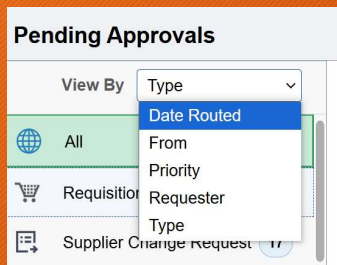 Pending Approvals
View By Type
Date Routed
From
Priority
Requester
Type
All
Requisition
Supplier Change Request 17